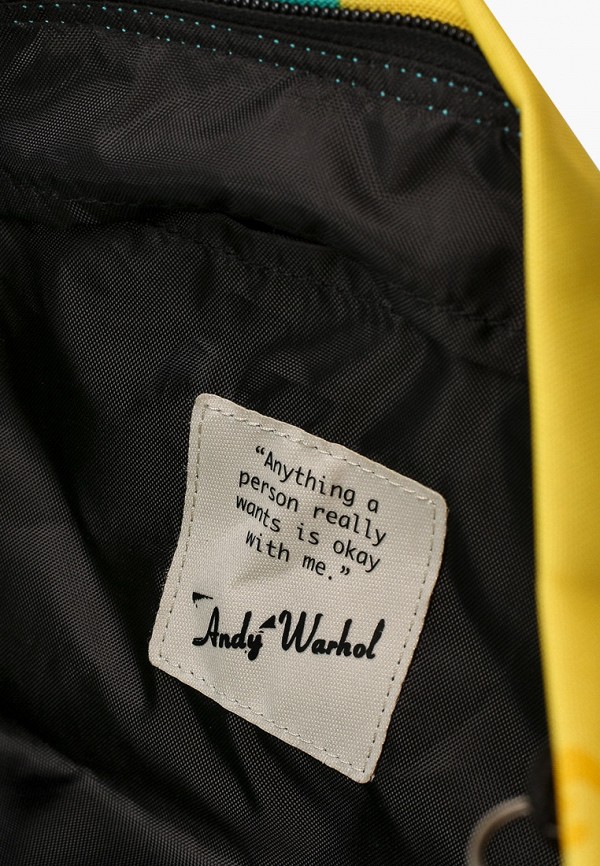 “Anything a
person really
wants is okay
with me.”
Andy Warhol